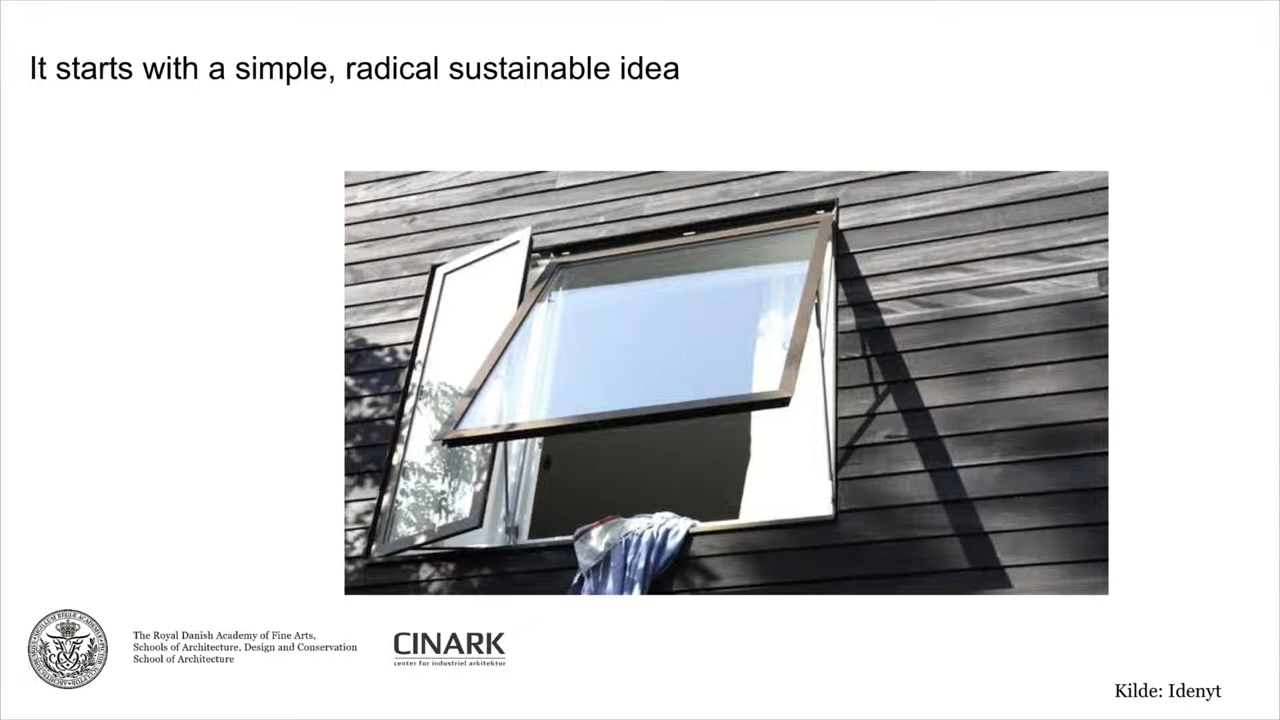 It starts with a simple, radical sustainable idea
The Royal Danish Academy of Fine Arts,
Schools of Architecture, Design and Conservation
School of Architecture
CINARK
center for industriel arkitektur
Kilde: Idenyt